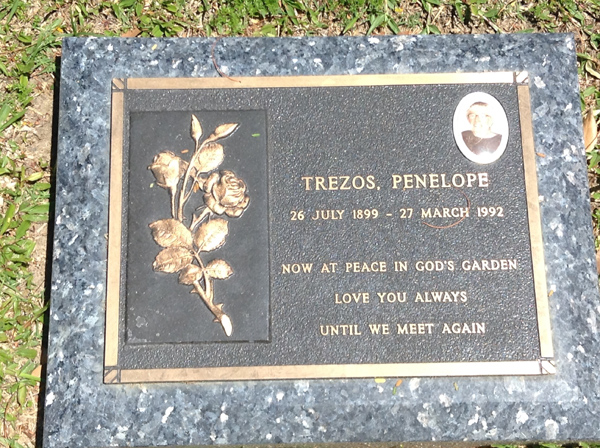 TREZOS, PENELOPE
26 JULY 1899 - 27 MARCH 1992
NOW AT PEACE IN GOD'S GARDEN
LOVE YOU ALWAYS
UNTIL WE MEET AGAIN